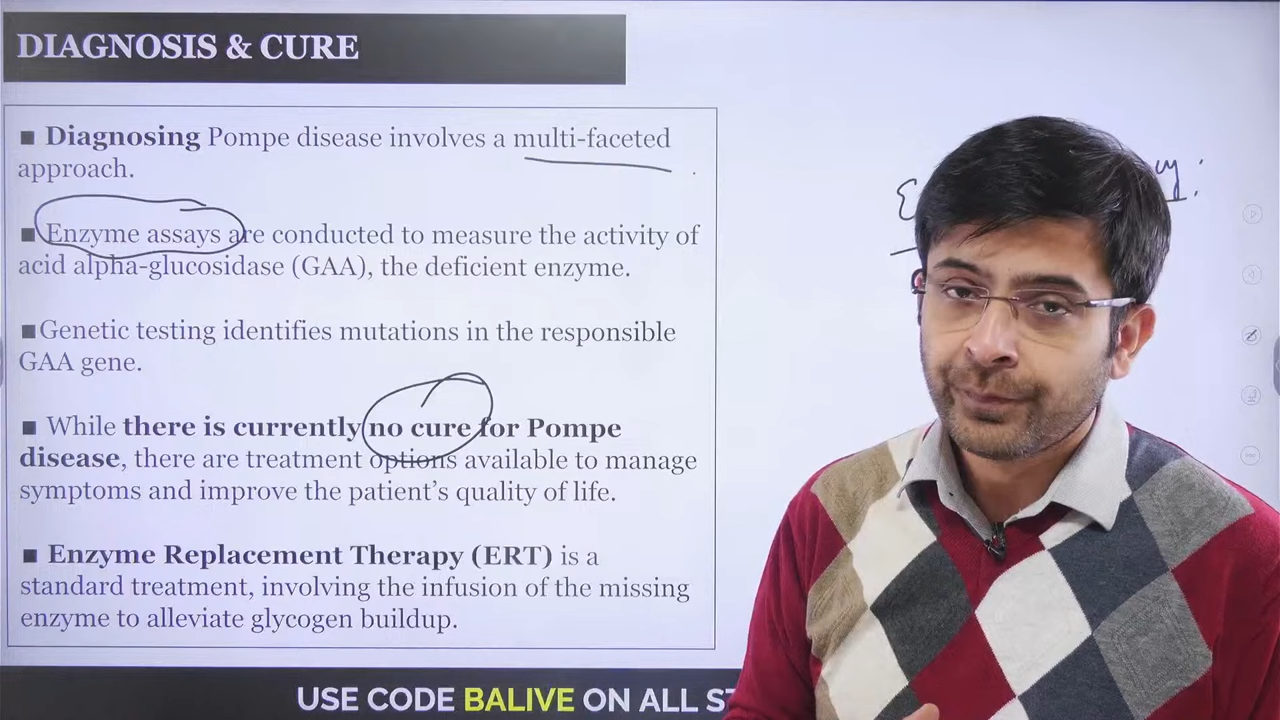 DIAGNOSIS & CURE
■ Diagnosing Pompe disease involves a multi-faceted
approach.
■ Enzyme assays are conducted to measure the activity of
acid alpha-glucosidase (GAA), the deficient enzyme.
■Genetic testing identifies mutations in the responsible
GAA gene.
■ While there is currently no cure for Pompe
disease, there are treatment options available to manage
symptoms and improve the patient's quality of life.
■ Enzyme Replacement Therapy (ERT) is a
standard treatment, involving the infusion of the missing
enzyme to alleviate glycogen buildup.
USE CODE BALIVE ON ALL